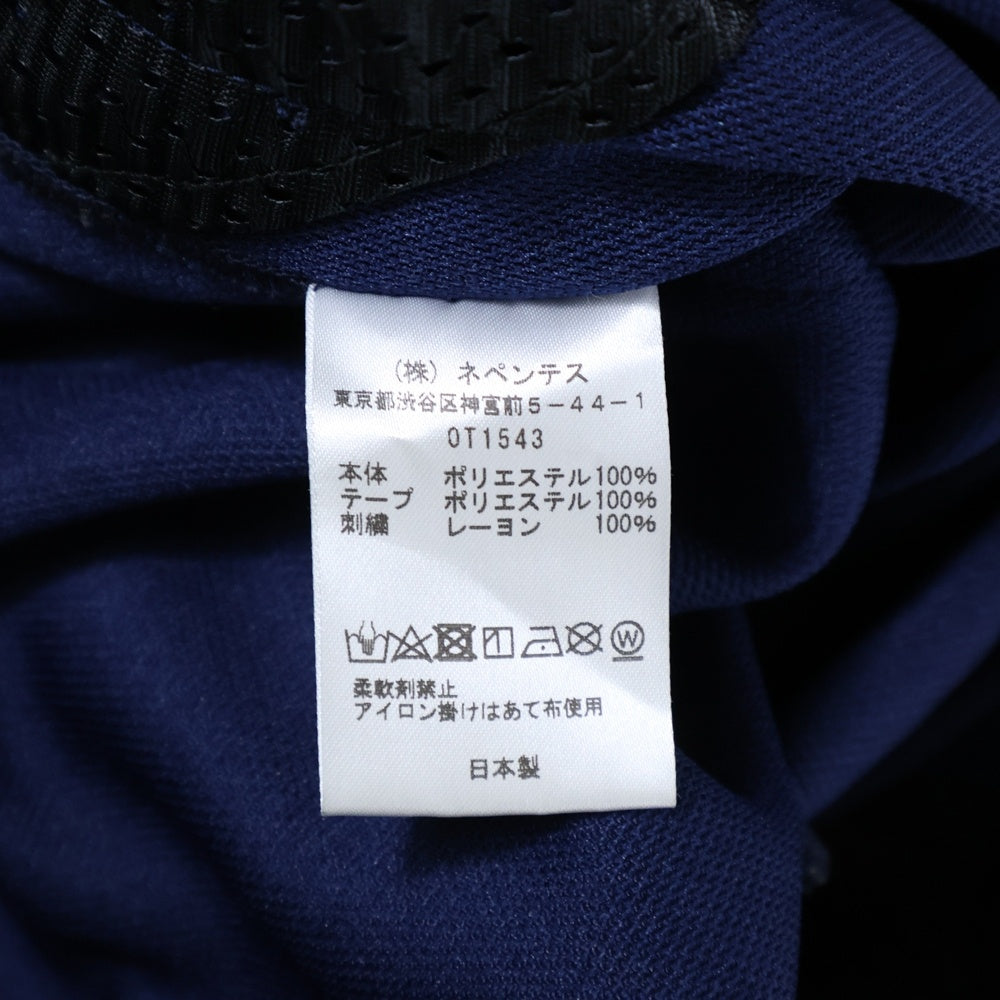 （株）ネペンテス
東京都渋谷区神宮前５−４４−１
OT1543
本体 ポリエステル100%
テープ ポリエステル100%
刺繍 レーヨン 100%
W
柔軟剤禁止
アイロン掛けはあて布使用
日本製